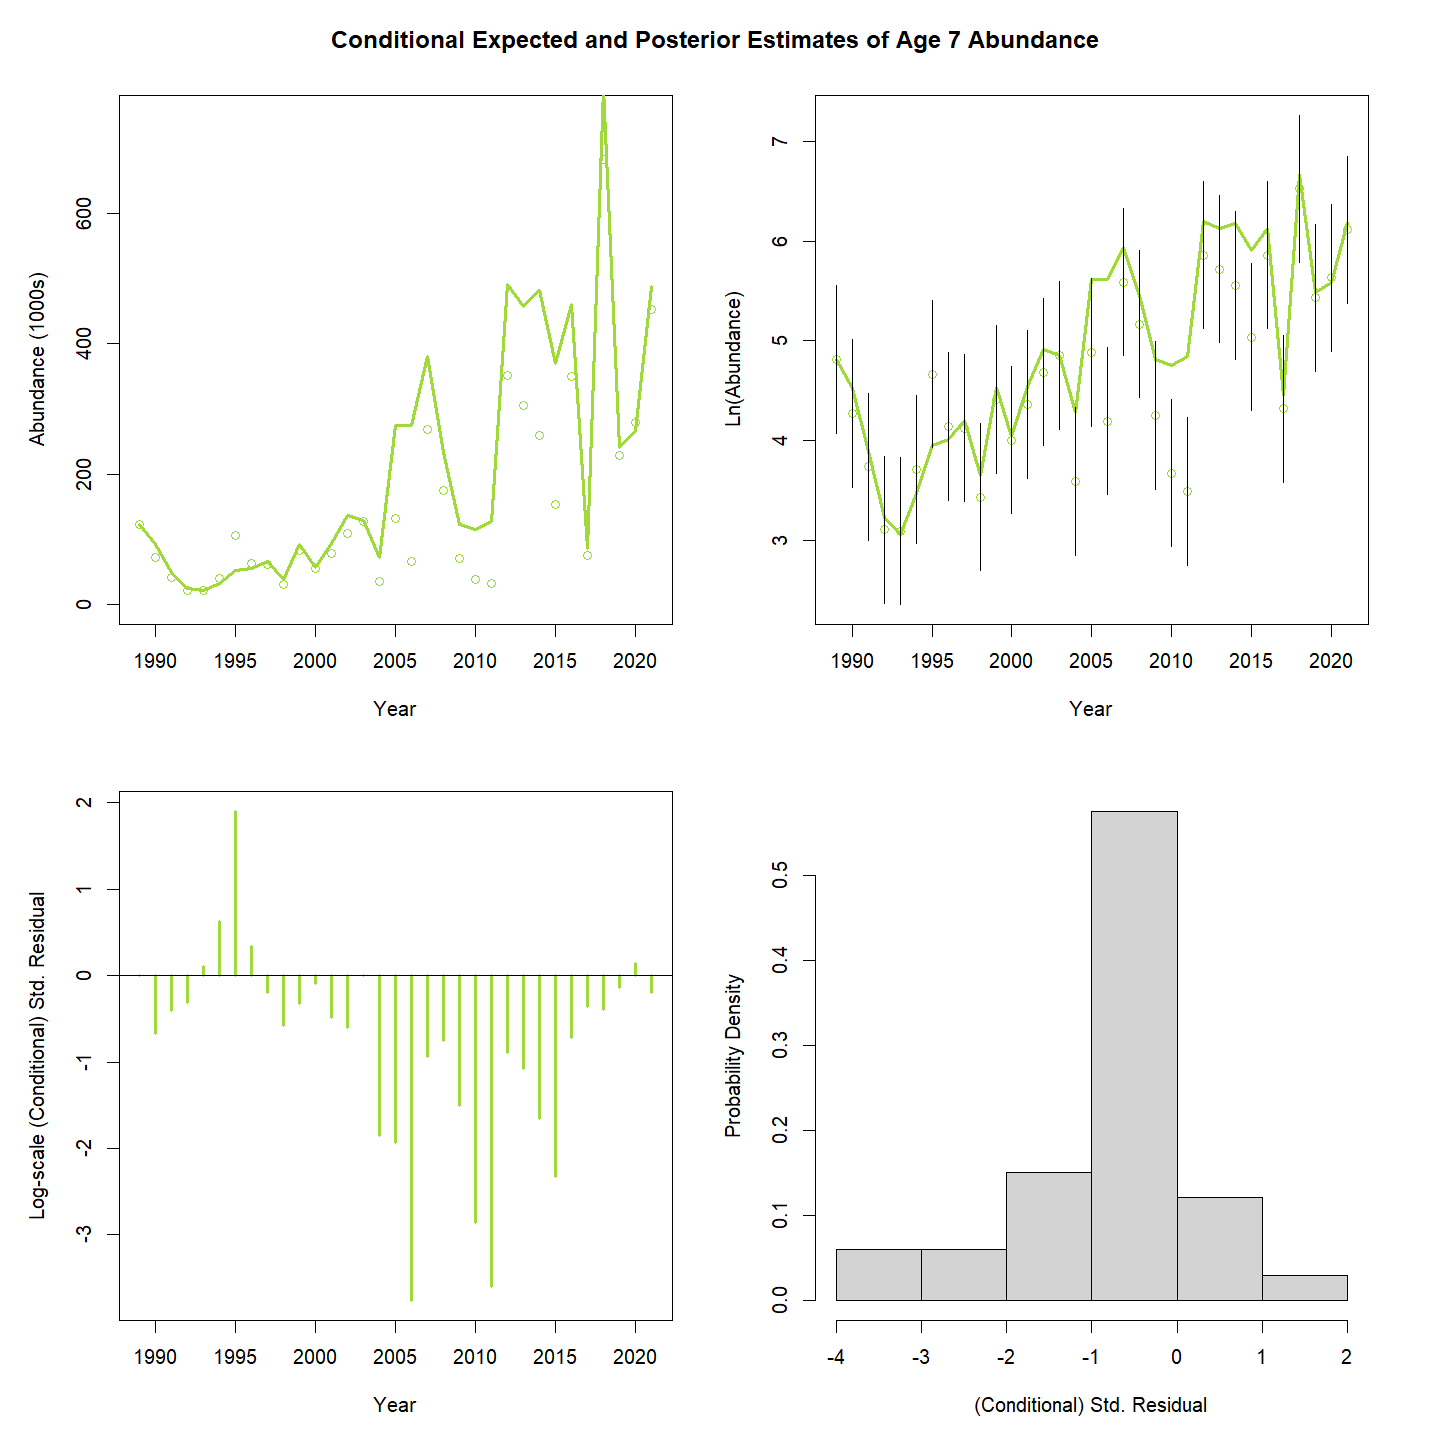 Conditional Expected and Posterior Estimates of Age 7 Abundance
Abundance (1000s)
0
200
400
600
1990 1995 2000 2005 2010 2015 2020
Year
Ln(Abundance)
3
4
5
6
7
1990 1995 2000 2005 2010 2015 2020
Year
Log-scale (Conditional) Std. Residual
-3
-2
-1
0
1
2
1990 1995 2000 2005 2010 2015 2020
Year
Probability Density
0.0
0.1
0.2
0.3
0.4
0.5
-4 -3 -2 -1 0 1 2
(Conditional) Std. Residual